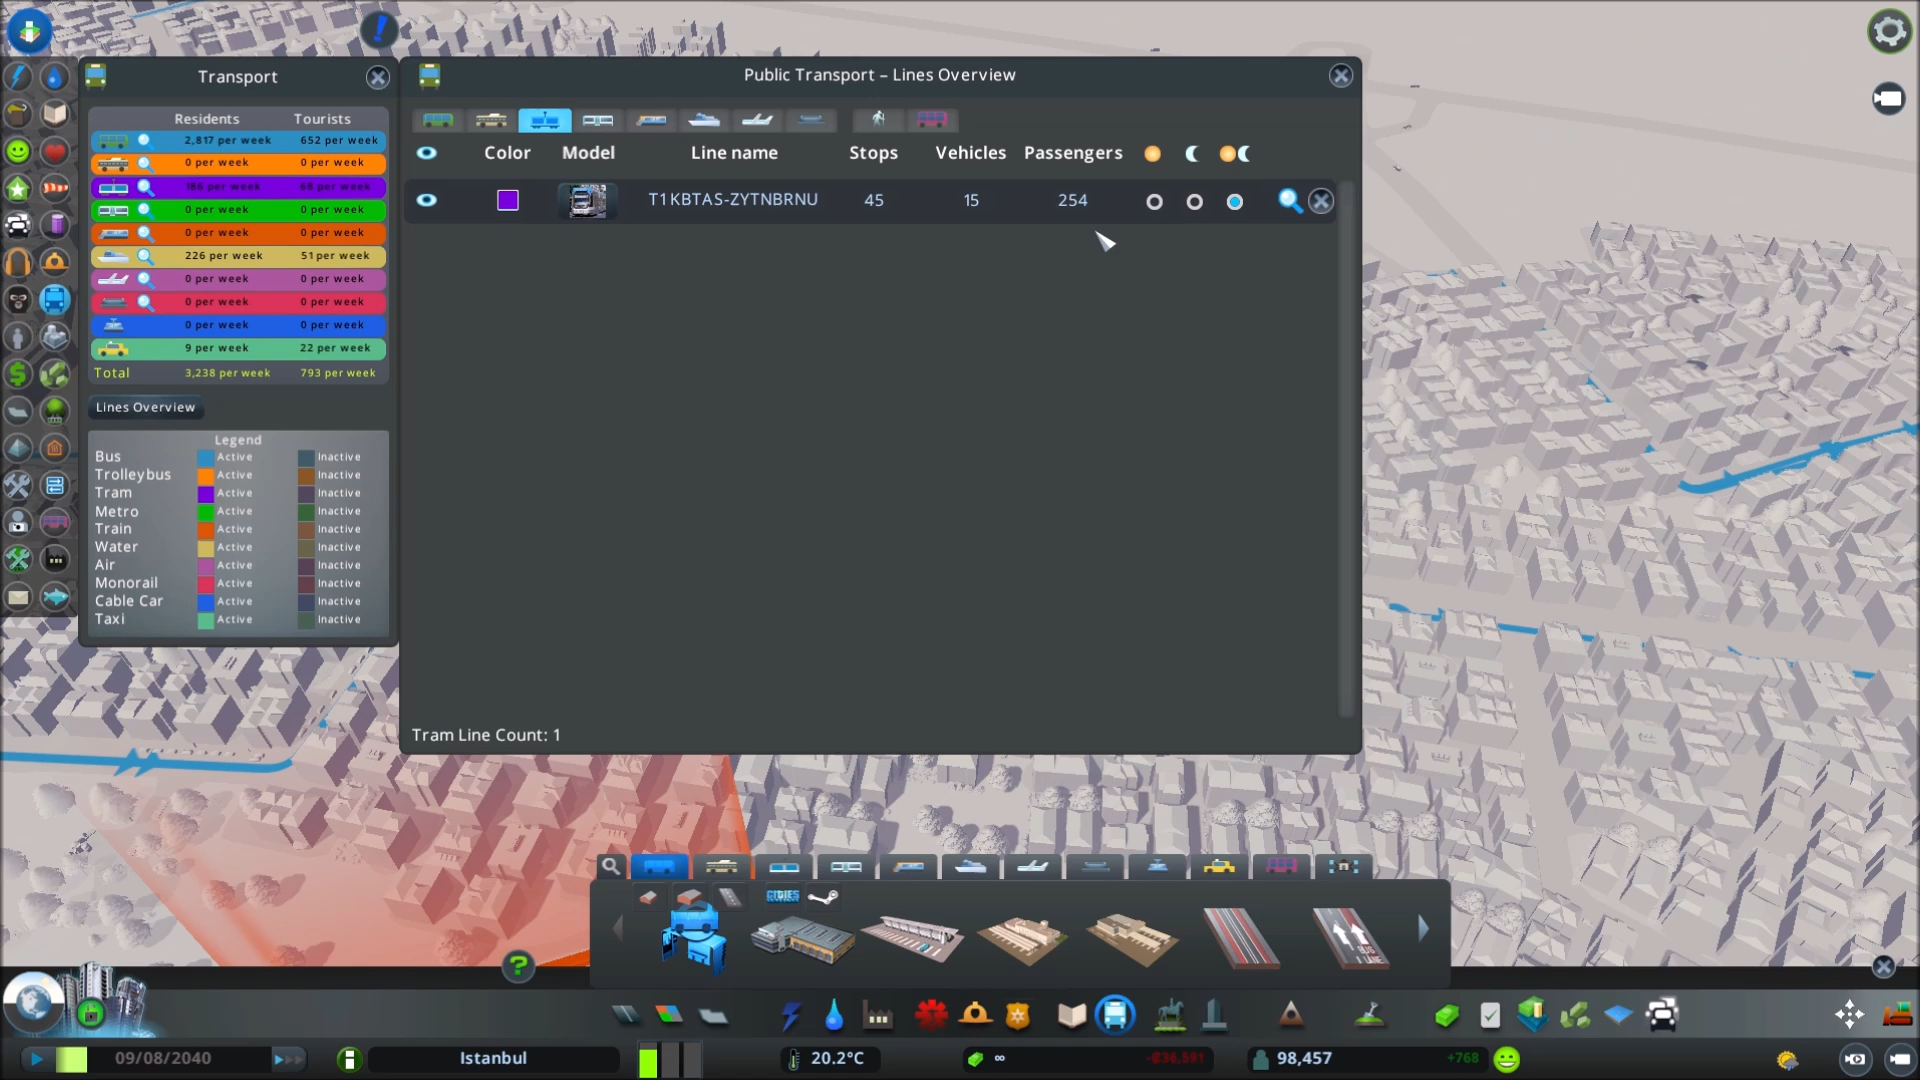 Transport
Residents Tourists
2,817 per week 652 per week
0 per week 0 per week
186 per week 68 per week
0 per week 0 per week
0 per week 0 per week
226 per week 51 per week
0 per week 0 per week
0 per week 0 per week
0 per week 0 per week
9 per week 22 per week
Total 3,238 per week 793 per week
Lines Overview
Legend
Bus Active Inactive
Trolleybus Active Inactive
Tram Active Inactive
Metro Active Inactive
Train Active Inactive
Water Active Inactive
Air Active Inactive
Monorail Active Inactive
Cable Car Active Inactive
Taxi Active Inactive
Public Transport – Lines Overview
Color Model Line name Stops Vehicles Passengers
T1KBTAS-ZYTNBRNU 45 15 254
Tram Line Count: 1
CITIES
BUS LANE
?
09/08/2040
Istanbul
20.2°C
∞ -₡36,591
98,457 +768